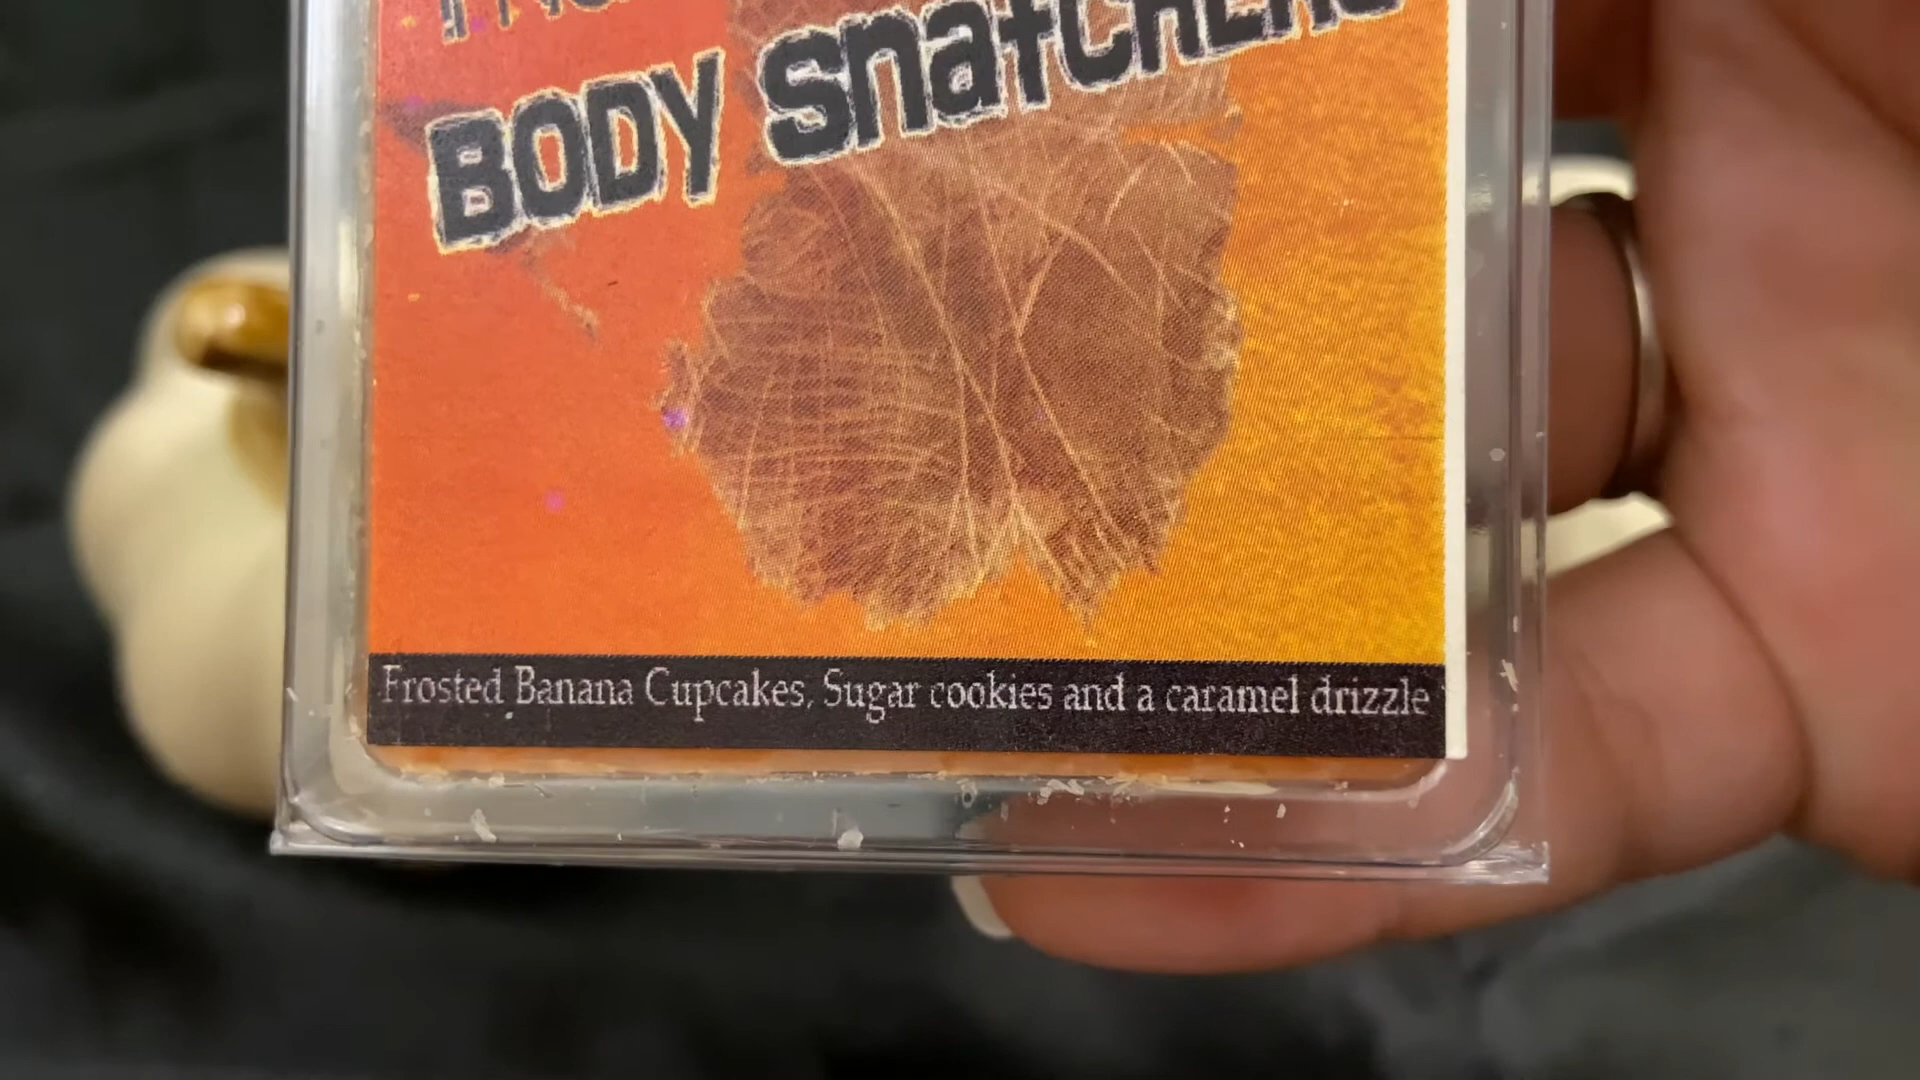 BODY SnatCHERS
Frosted Banana Cupcakes, Sugar cookies and a caramel drizzle